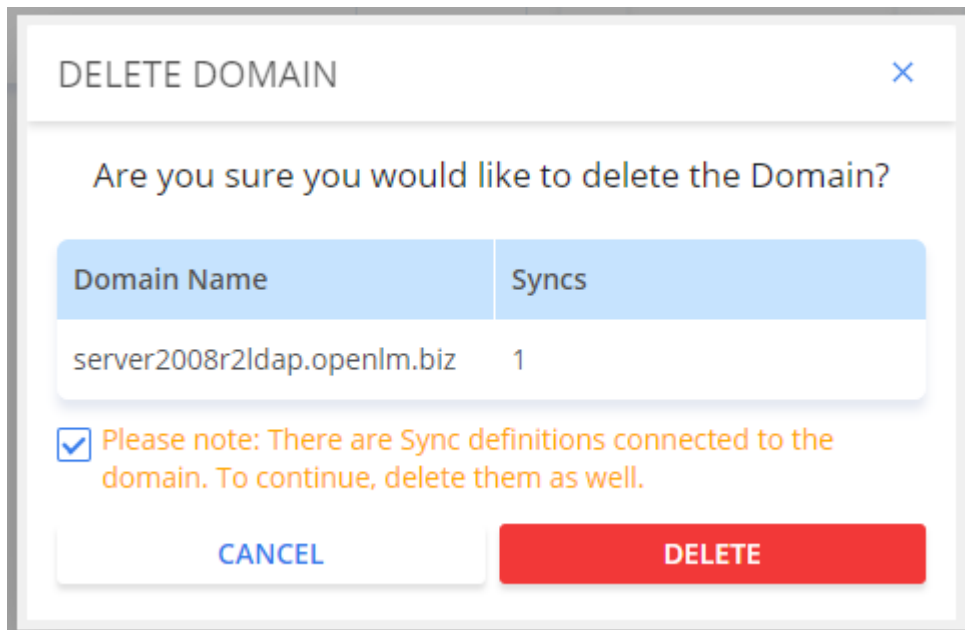 DELETE DOMAIN
Are you sure you would like to delete the Domain?
Domain Name Syncs
server2008r2ldap.openlm.biz 1
Please note: There are Sync definitions connected to the
domain. To continue, delete them as well.
CANCEL DELETE